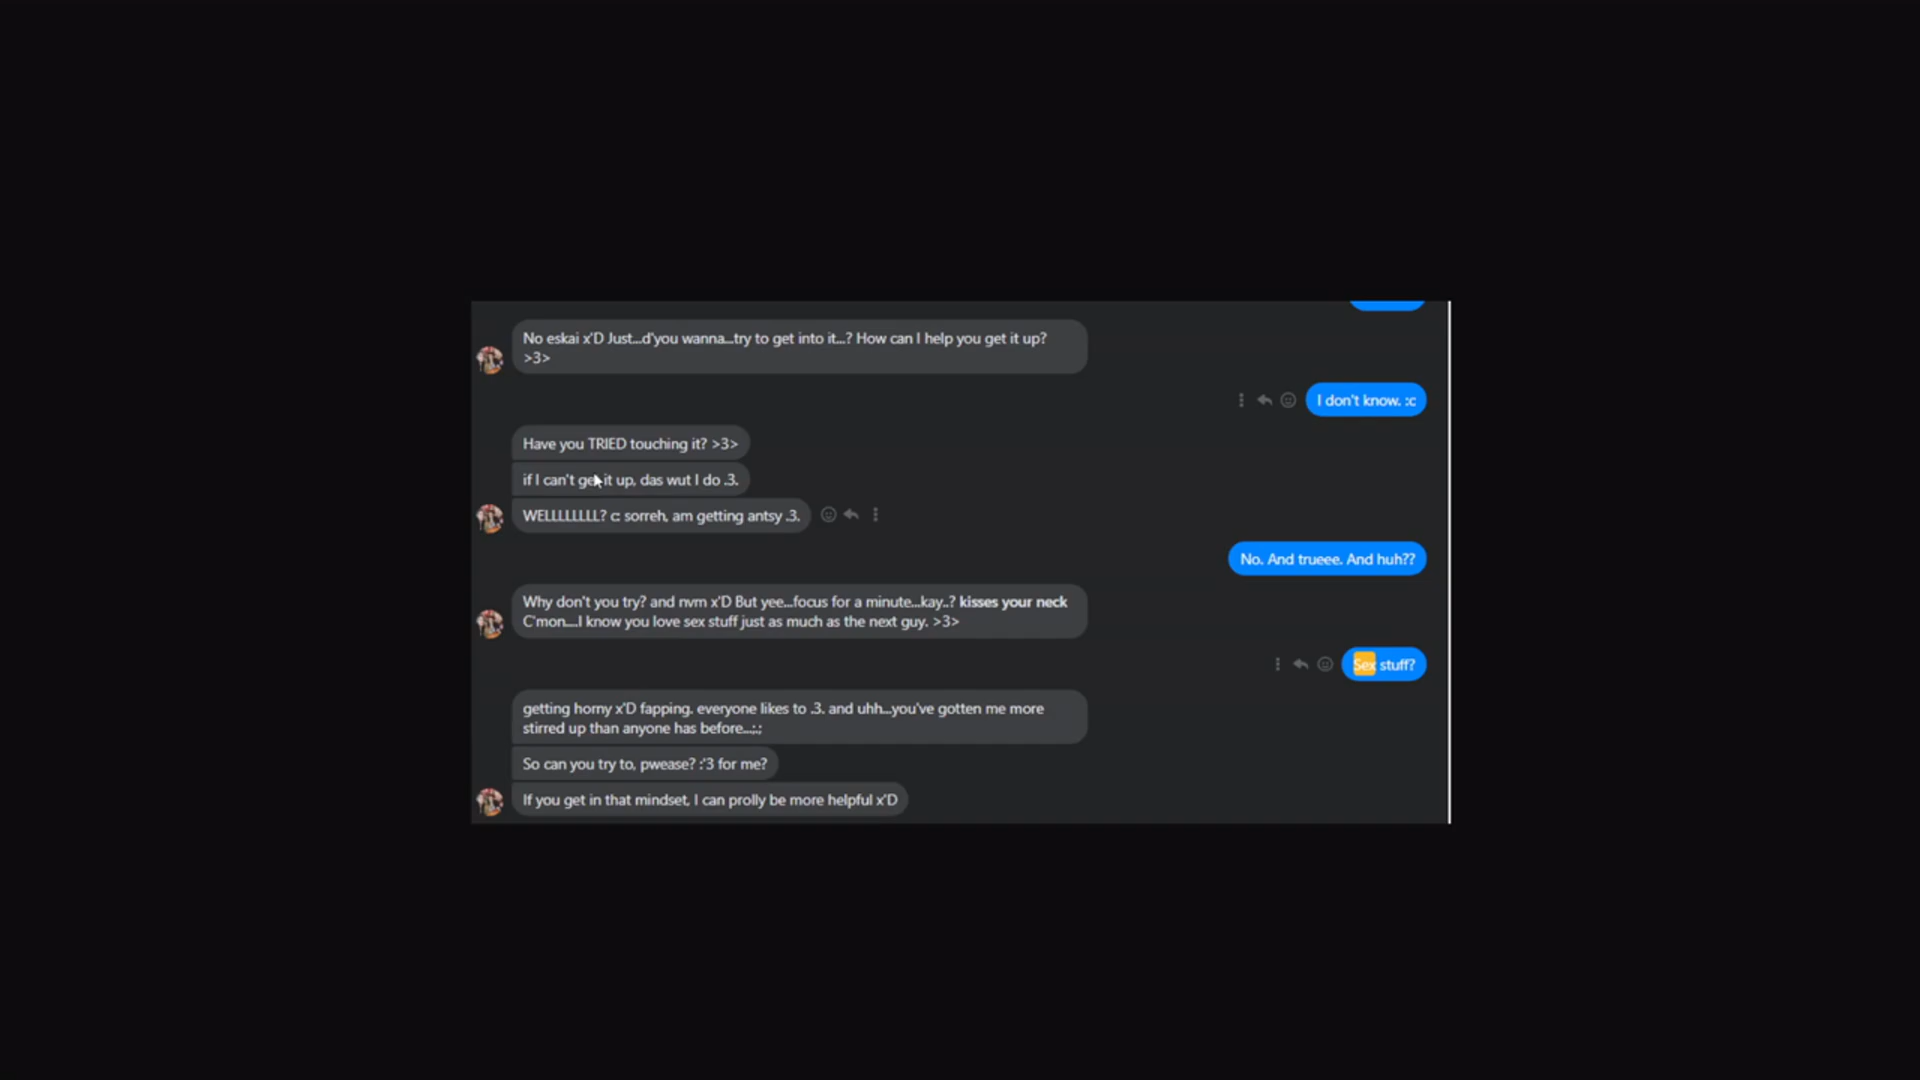 No eskai x'D Just...d'you wanna...try to get into it...? How can I help you get it up?
>3>
I don't know. :c
Have you TRIED touching it? >3>
if I can't get it up, das wut I do .3.
WELLLLLLLL? c: sorreh, am getting antsy .3.
No. And trueee. And huh??
Why don't you try? and nvm x'D But yee...focus for a minute...kay..? kisses your neck
C'mon....I know you love sex stuff just as much as the next guy. >3>
Sex stuff?
getting horny x'D fapping. everyone likes to .3. and uhh...you've gotten me more
stirred up than anyone has before...;.;
So can you try to, pwease? :'3 for me?
If you get in that mindset, I can prolly be more helpful x'D